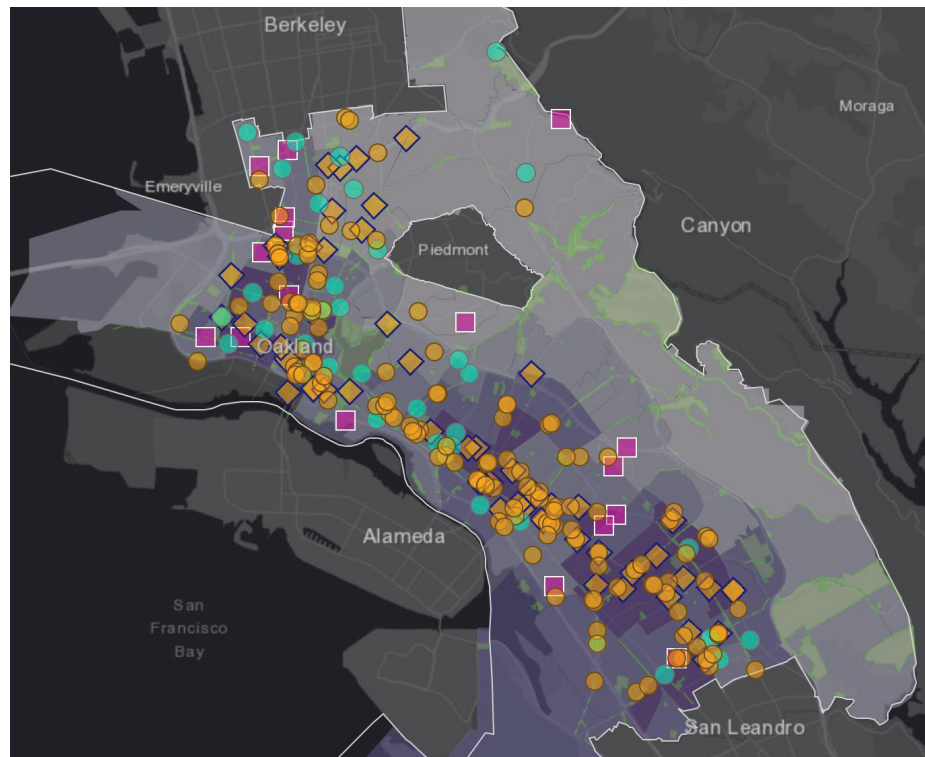 Berkeley
Moraga
Emeryville
Canyon
Piedmont
Oakland
Alameda
San
Francisco
Bay
San Leandro